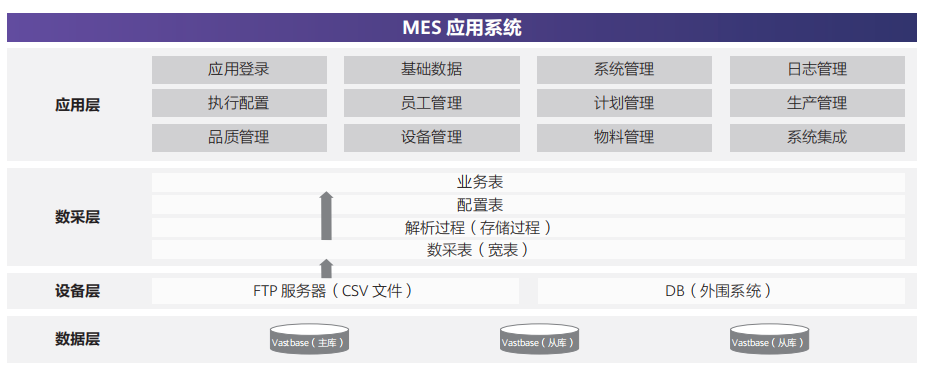 MES 应用系统
应用层
应用登录 基础数据 系统管理 日志管理
执行配置 员工管理 计划管理 生产管理
品质管理 设备管理 物料管理 系统集成
数采层
业务表
配置表
解析过程（存储过程）
数采表（宽表）
设备层
FTP 服务器（CSV 文件） DB（外围系统）
数据层
Vastbase（主库） Vastbase（从库） Vastbase（从库）